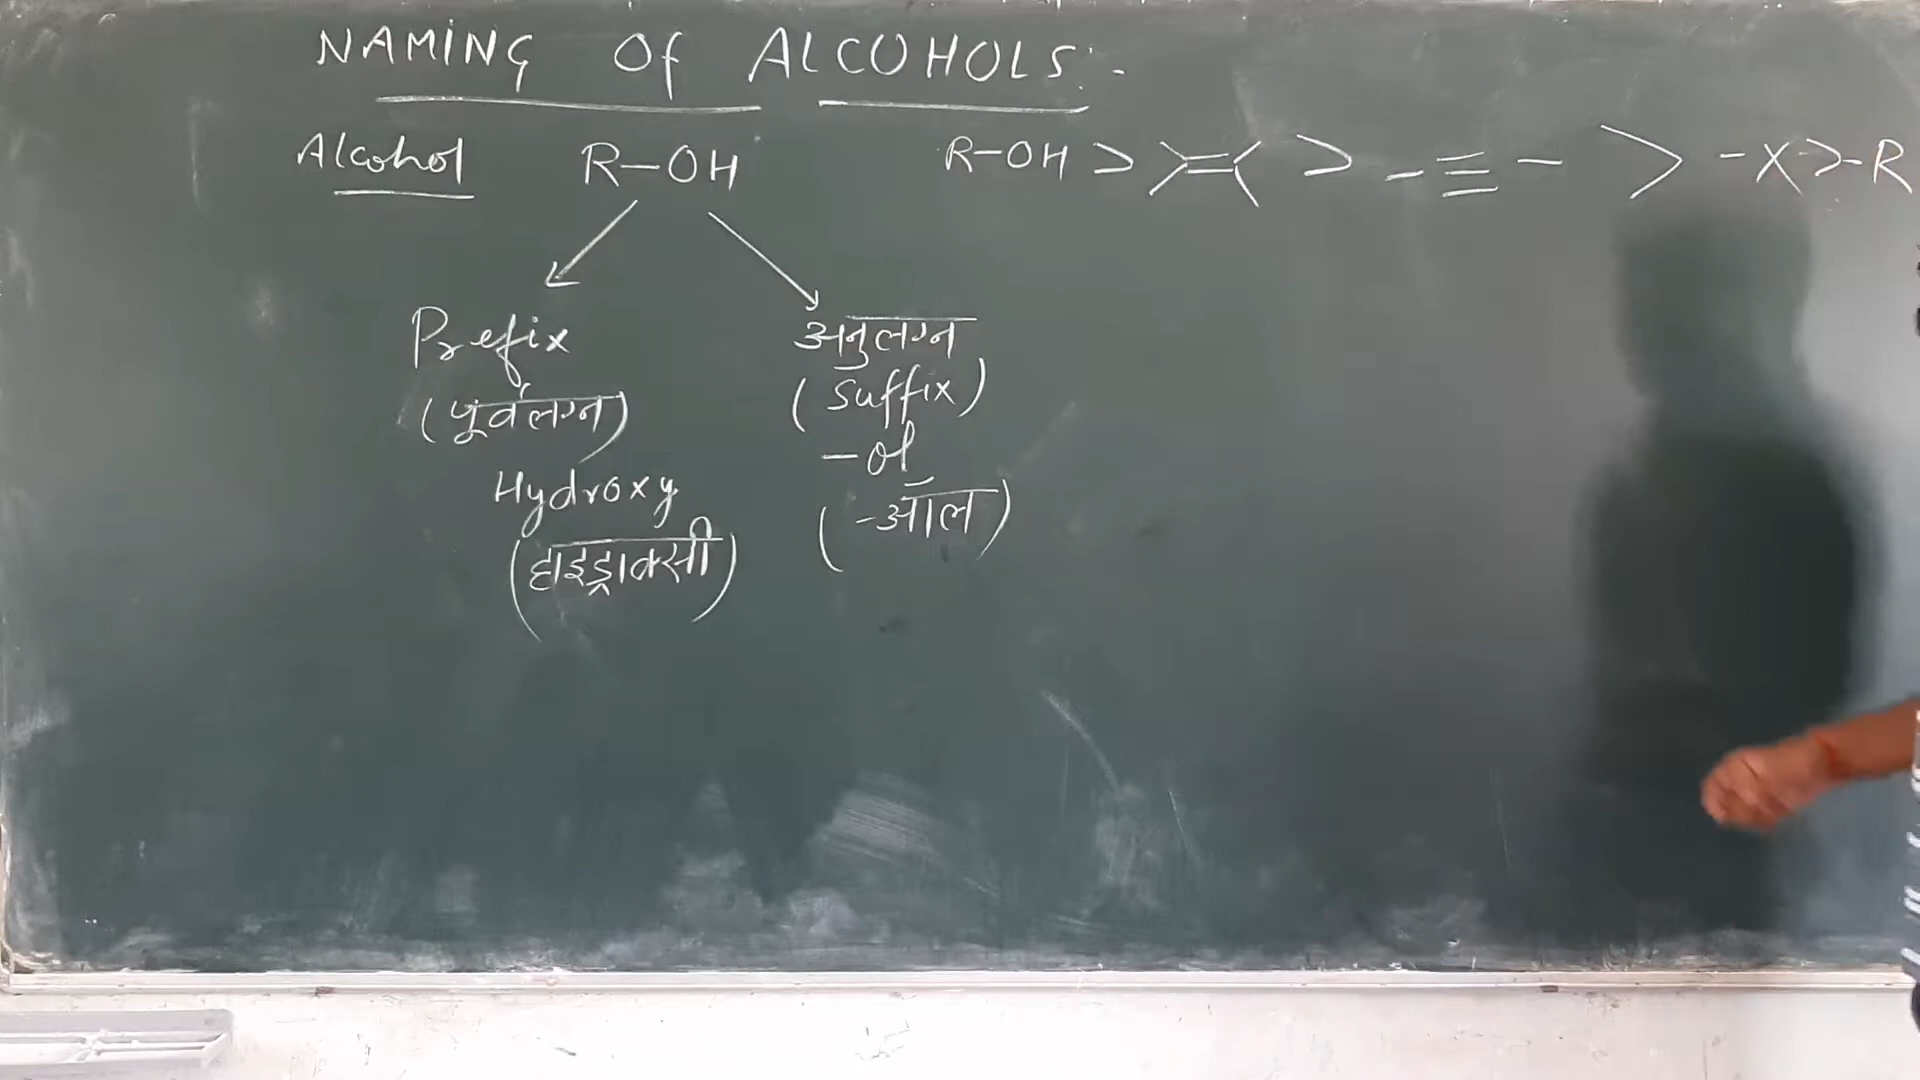 NAMING Of ALCOHOLS:-
Alcohol R-OH R-OH > >=< > -≡- > -X>-R
Prefix अनुलग्न
(पूर्वलग्न) (Suffix)
-ol
Hydroxy (-ऑल)
(हाइड्राक्सी)